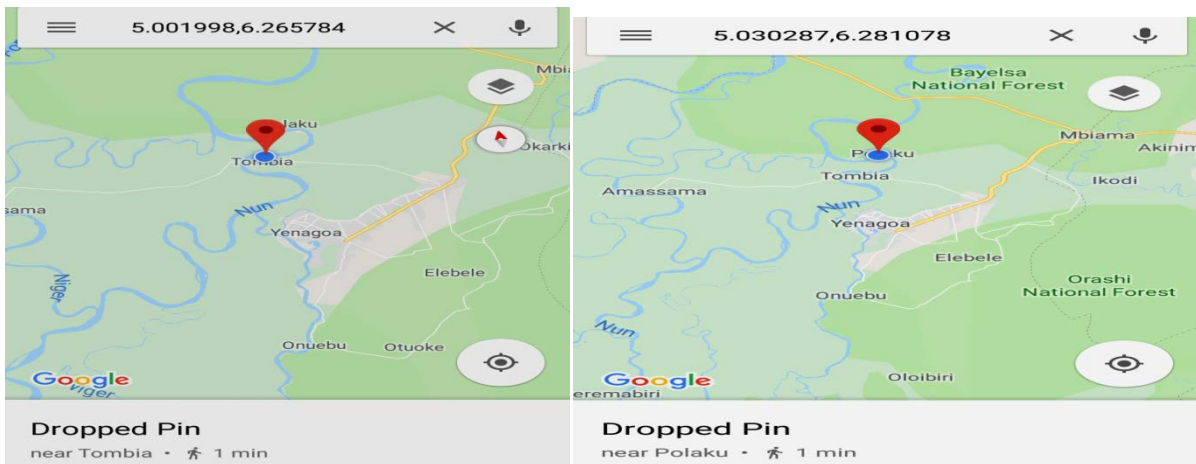 5.001998,6.265784
Mbi
Jaku
Okarki
Tombia
sama
Nun
Yenagoa
Niger
Elebele
Onuebu
Otuoke
Google
Niger
Dropped Pin
near Tombia · 1 min
5.030287,6.281078
Bayelsa
National Forest
Mbiama
Akinim
Polaku
Tombia
Ikodi
Amassama
Nun
Yenagoa
Elebele
Orashi
National Forest
Onuebu
Nun
Oloibiri
Google
eremabiri
Dropped Pin
near Polaku · 1 min